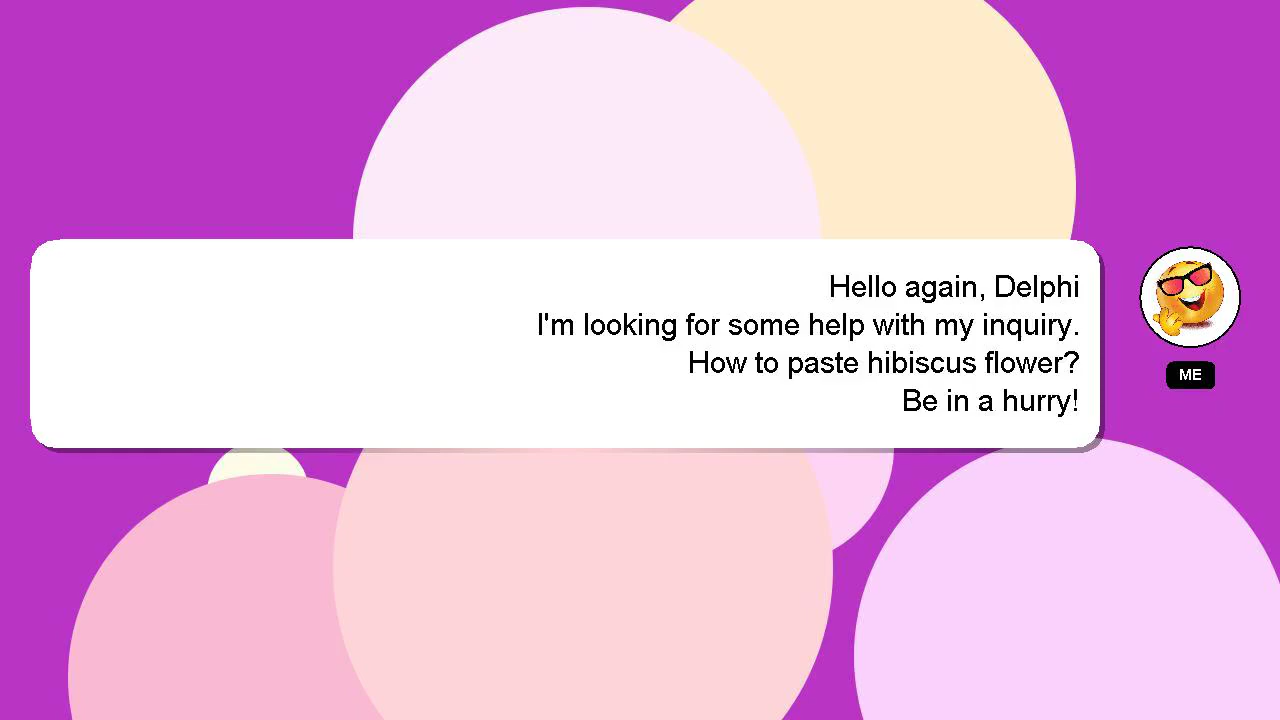 Hello again, Delphi
I'm looking for some help with my inquiry.
How to paste hibiscus flower?
Be in a hurry!
ME